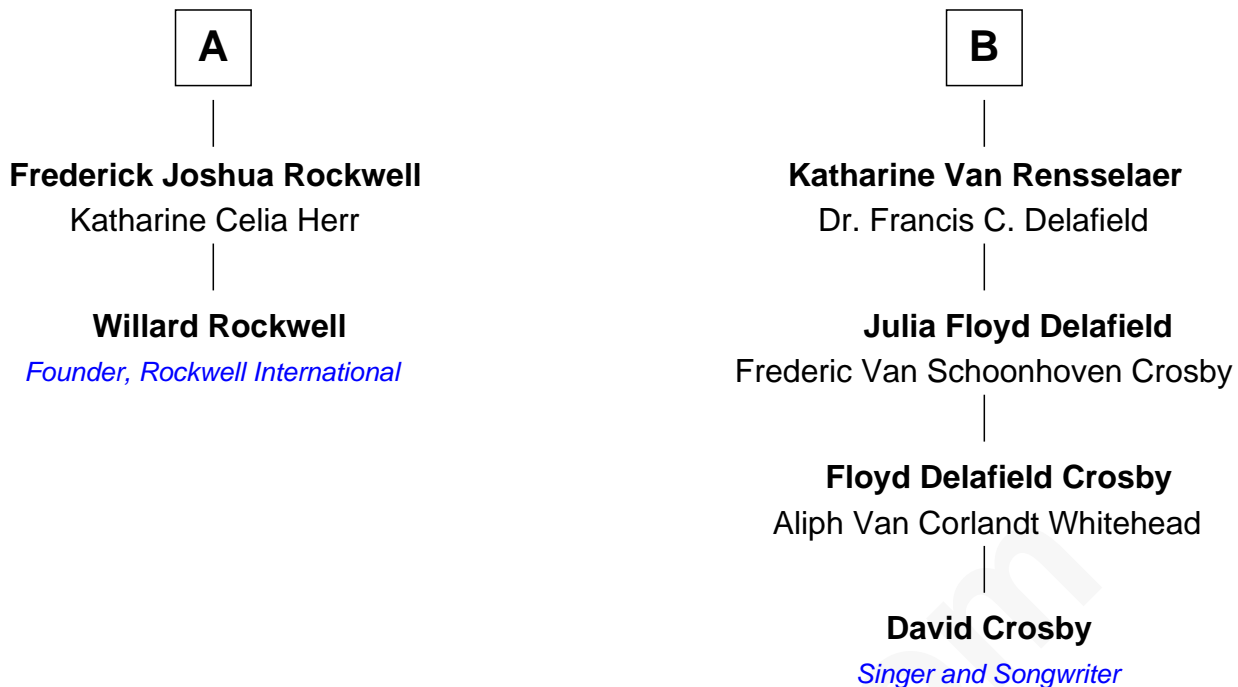 A
Frederick Joshua Rockwell
Katharine Celia Herr
Willard Rockwell
Founder, Rockwell International
B
Katharine Van Rensselaer
Dr. Francis C. Delafield
Julia Floyd Delafield
Frederic Van Schoonhoven Crosby
Floyd Delafield Crosby
Aliph Van Corlandt Whitehead
David Crosby
Singer and Songwriter
om